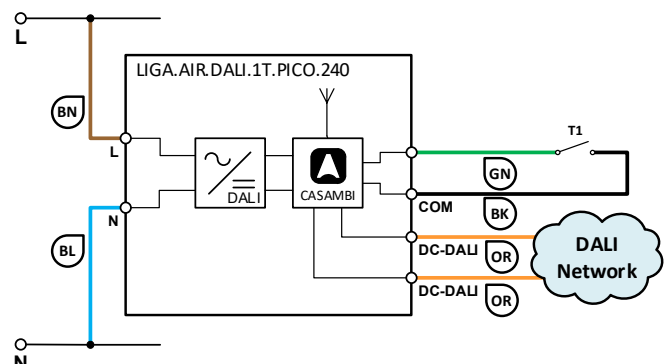 L
LIGA.AIR.DALI.1T.PICO.240
BN
T1
L
DALI
CASAMBI
GN
COM
BK
N
DC-DALI
OR
DALI
Network
BL
DC-DALI
OR
N